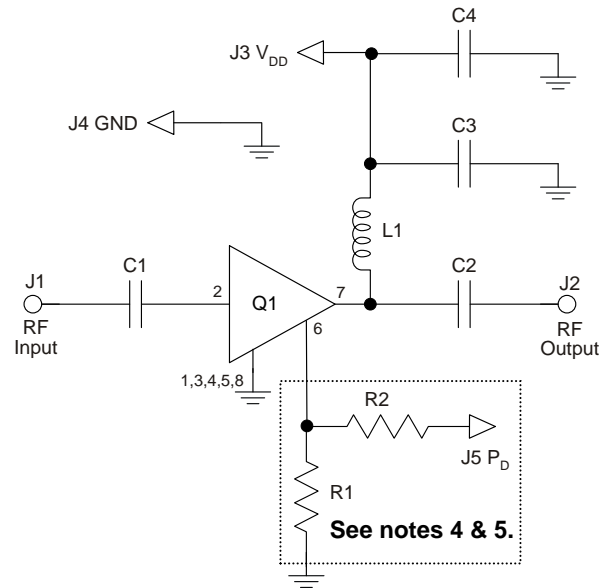 C4
J3 VDD
J4 GND
C3
L1
J1
C1
2
Q1
7
C2
J2
RF
Input
6
RF
Output
1,3,4,5,8
R2
J5 PD
R1
See notes 4 & 5.